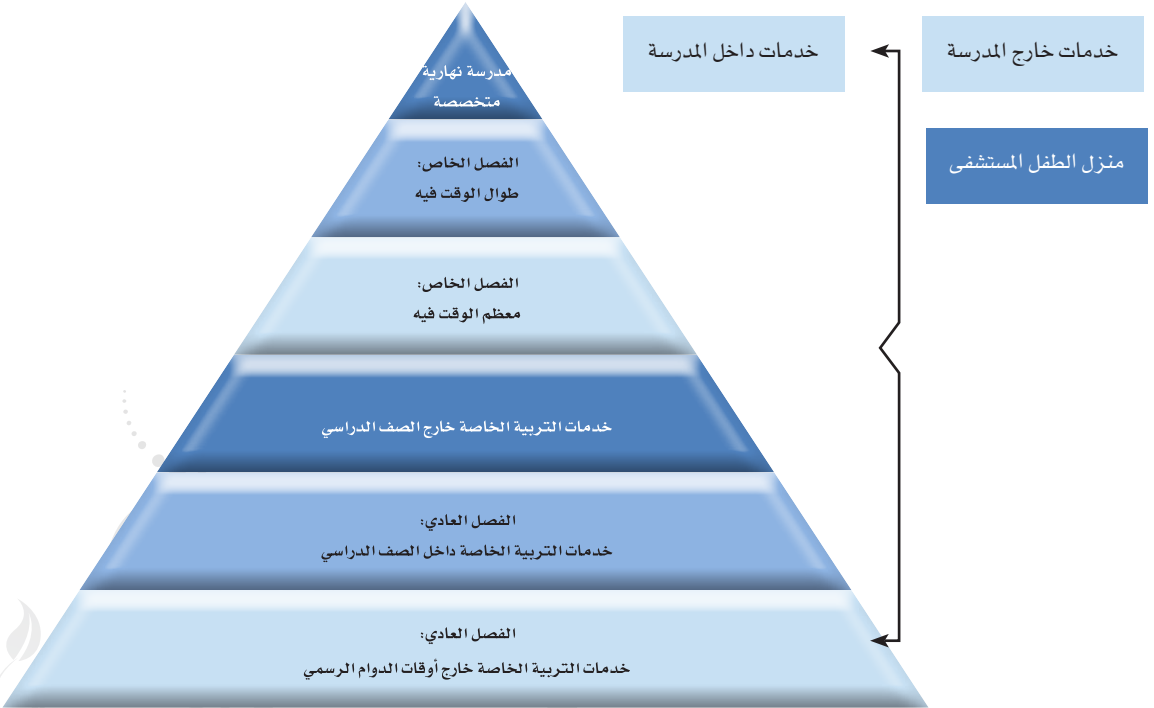 خدمات خارج المدرسة
خدمات داخل المدرسة
منزل الطفل المستشفى
مدرسة نهارية
متخصصة
الفصل الخاص:
طوال الوقت فيه
الفصل الخاص:
معظم الوقت فيه
خدمات التربية الخاصة خارج الصف الدراسي
الفصل العادي:
خدمات التربية الخاصة داخل الصف الدراسي
الفصل العادي:
خدمات التربية الخاصة خارج أوقات الدوام الرسمي